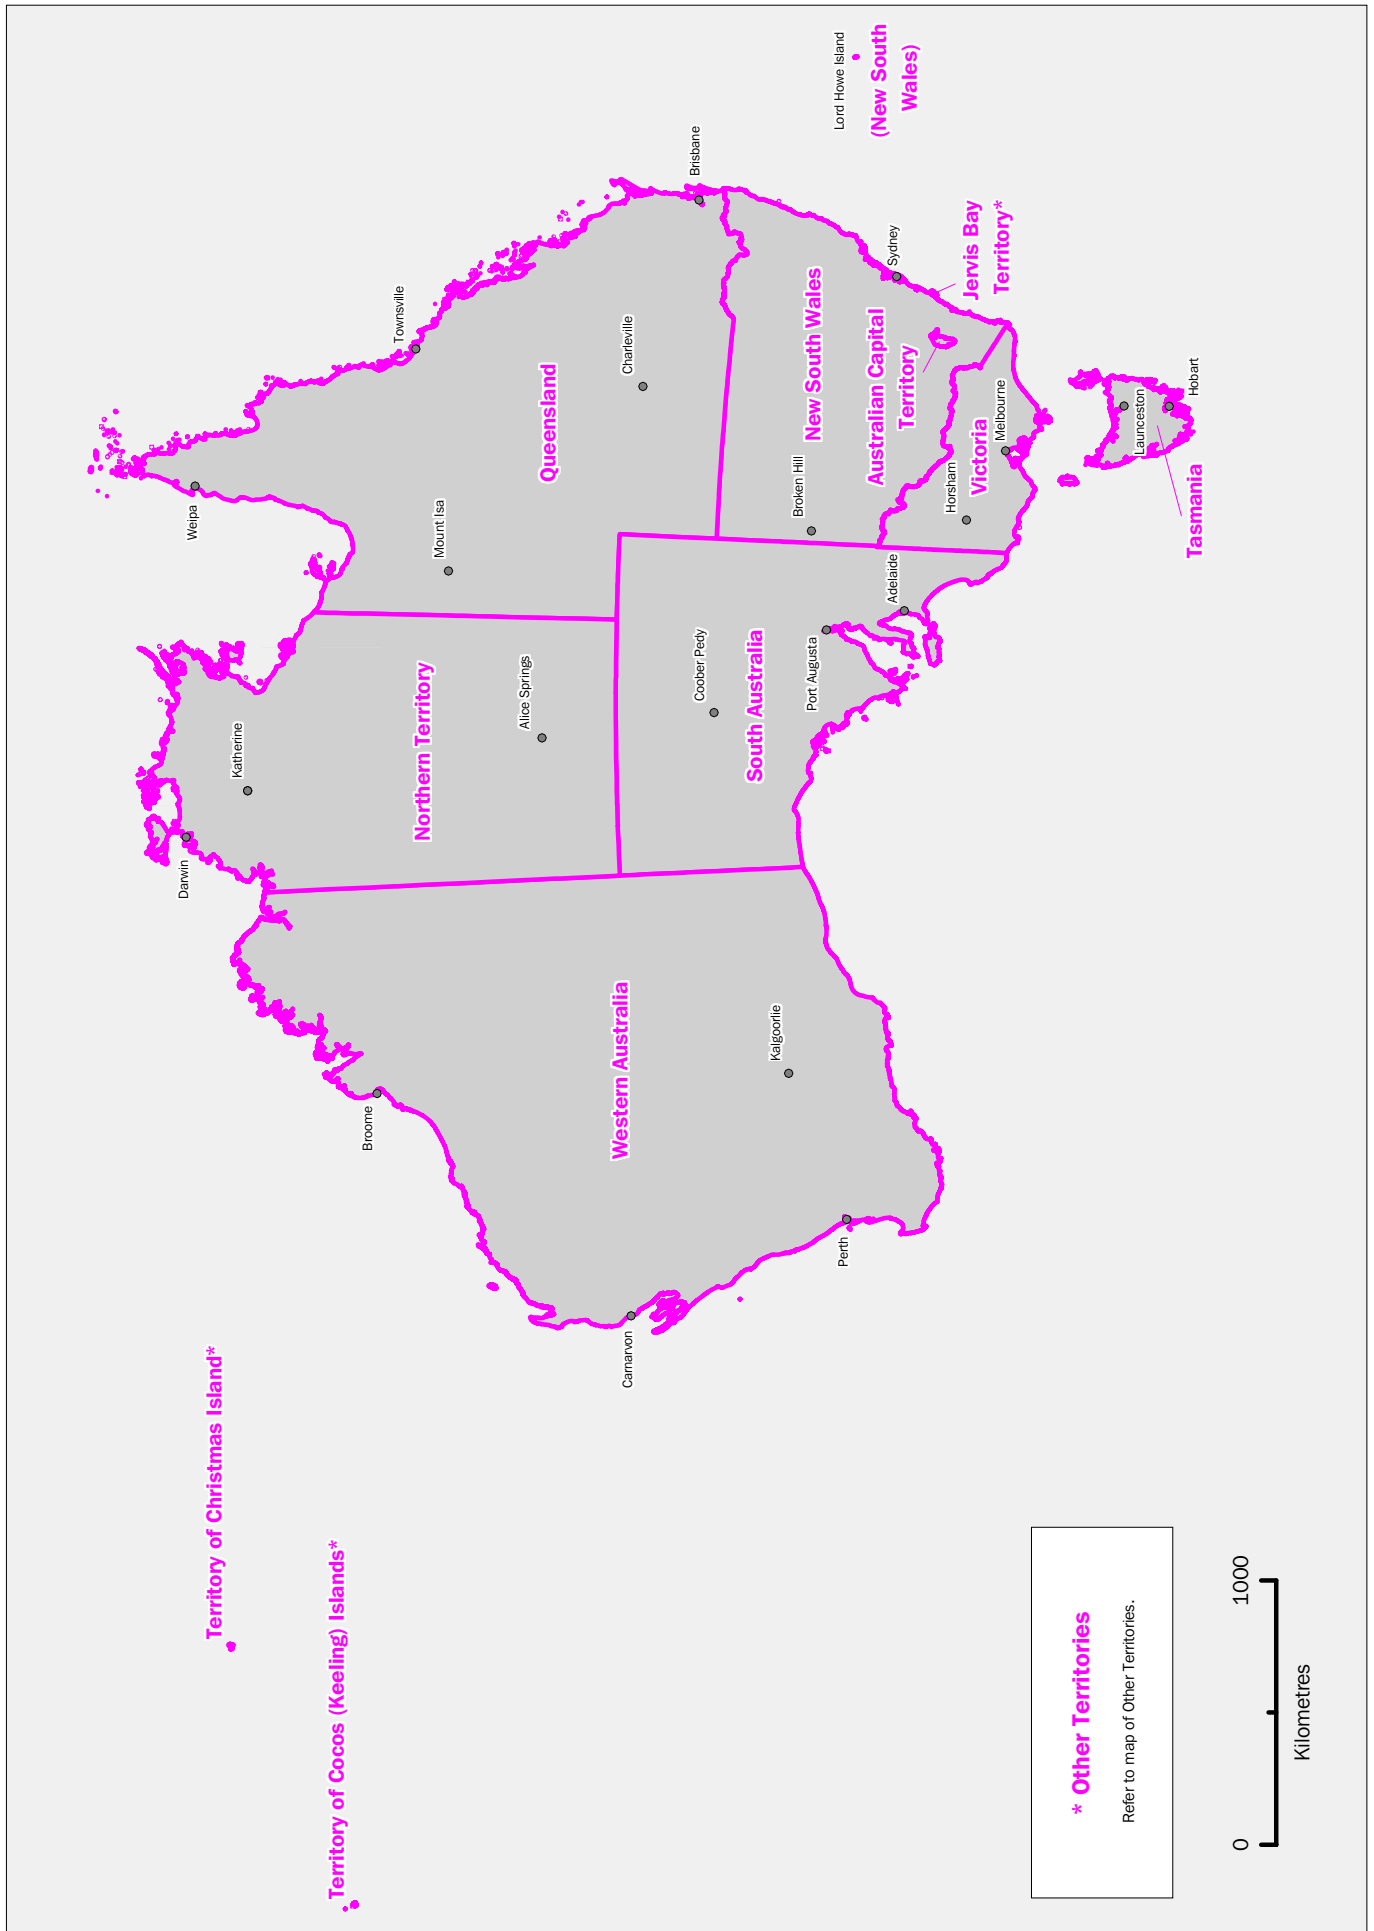 Territory of Christmas Island*
Territory of Cocos (Keeling) Islands*
Darwin
Katherine
Weipa
Broome
Northern Territory
Mount Isa
Townsville
Alice Springs
Queensland
Carnarvon
Western Australia
Charleville
Brisbane
Coober Pedy
South Australia
Kalgoorlie
Port Augusta
Broken Hill
New South Wales
Lord Howe Island
(New South
Wales)
Perth
Adelaide
Australian Capital
Territory
Sydney
Horsham
Victoria
Melbourne
Jervis Bay
Territory*
Launceston
Hobart
Tasmania
* Other Territories
Refer to map of Other Territories.
0
1000
Kilometres